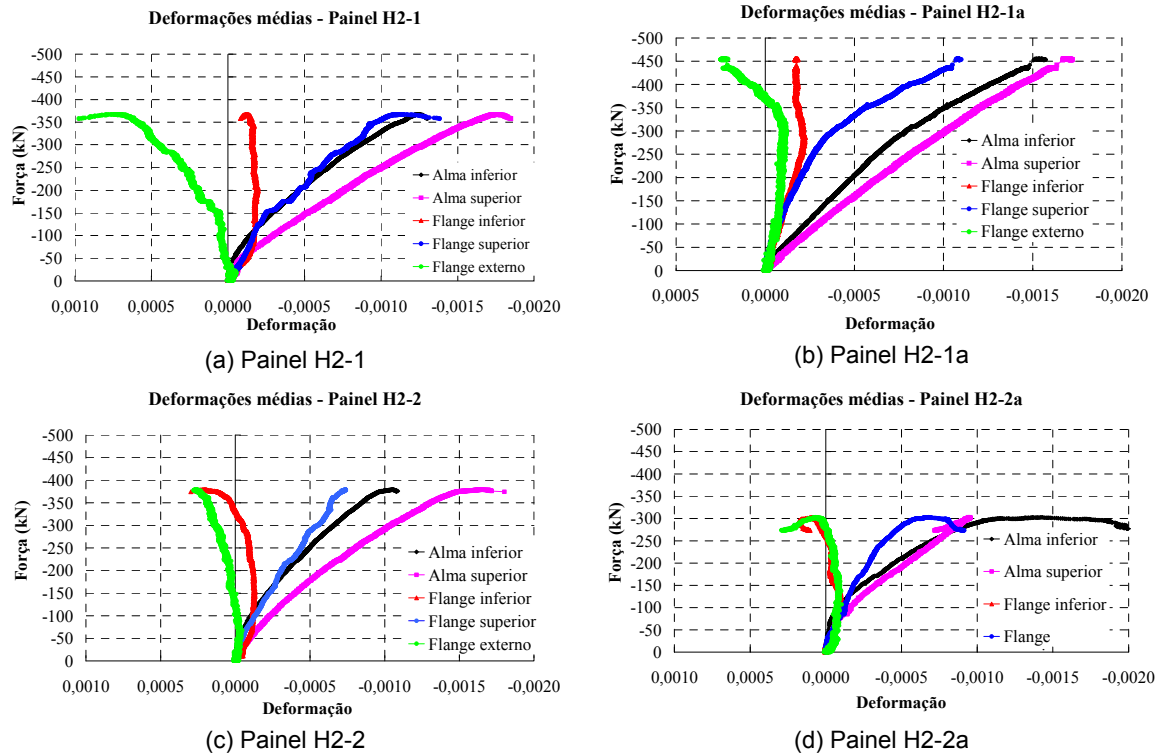 Deformações médias - Painel H2-1
-500
-450
-400
-350
-300
-250
-200
-150
-100
-50
0
Força (kN)
Alma inferior
Alma superior
Flange inferior
Flange superior
Flange externo
0,0010 0,0005 0,0000 -0,0005 -0,0010 -0,0015 -0,0020
Deformação
(a) Painel H2-1
Deformações médias - Painel H2-1a
-500
-450
-400
-350
-300
-250
-200
-150
-100
-50
0
Força (kN)
Alma inferior
Alma superior
Flange inferior
Flange superior
Flange externo
0,0005 0,0000 -0,0005 -0,0010 -0,0015 -0,0020
Deformação
(b) Painel H2-1a
Deformações médias - Painel H2-2
-500
-450
-400
-350
-300
-250
-200
-150
-100
-50
0
Força (kN)
Alma inferior
Alma superior
Flange inferior
Flange superior
Flange externo
0,0010 0,0005 0,0000 -0,0005 -0,0010 -0,0015 -0,0020
Deformação
(c) Painel H2-2
Deformações médias - Painel H2-2a
-500
-450
-400
-350
-300
-250
-200
-150
-100
-50
0
Força (kN)
Alma inferior
Alma superior
Flange inferior
Flange
0,0010 0,0005 0,0000 -0,0005 -0,0010 -0,0015 -0,0020
Deformação
(d) Painel H2-2a